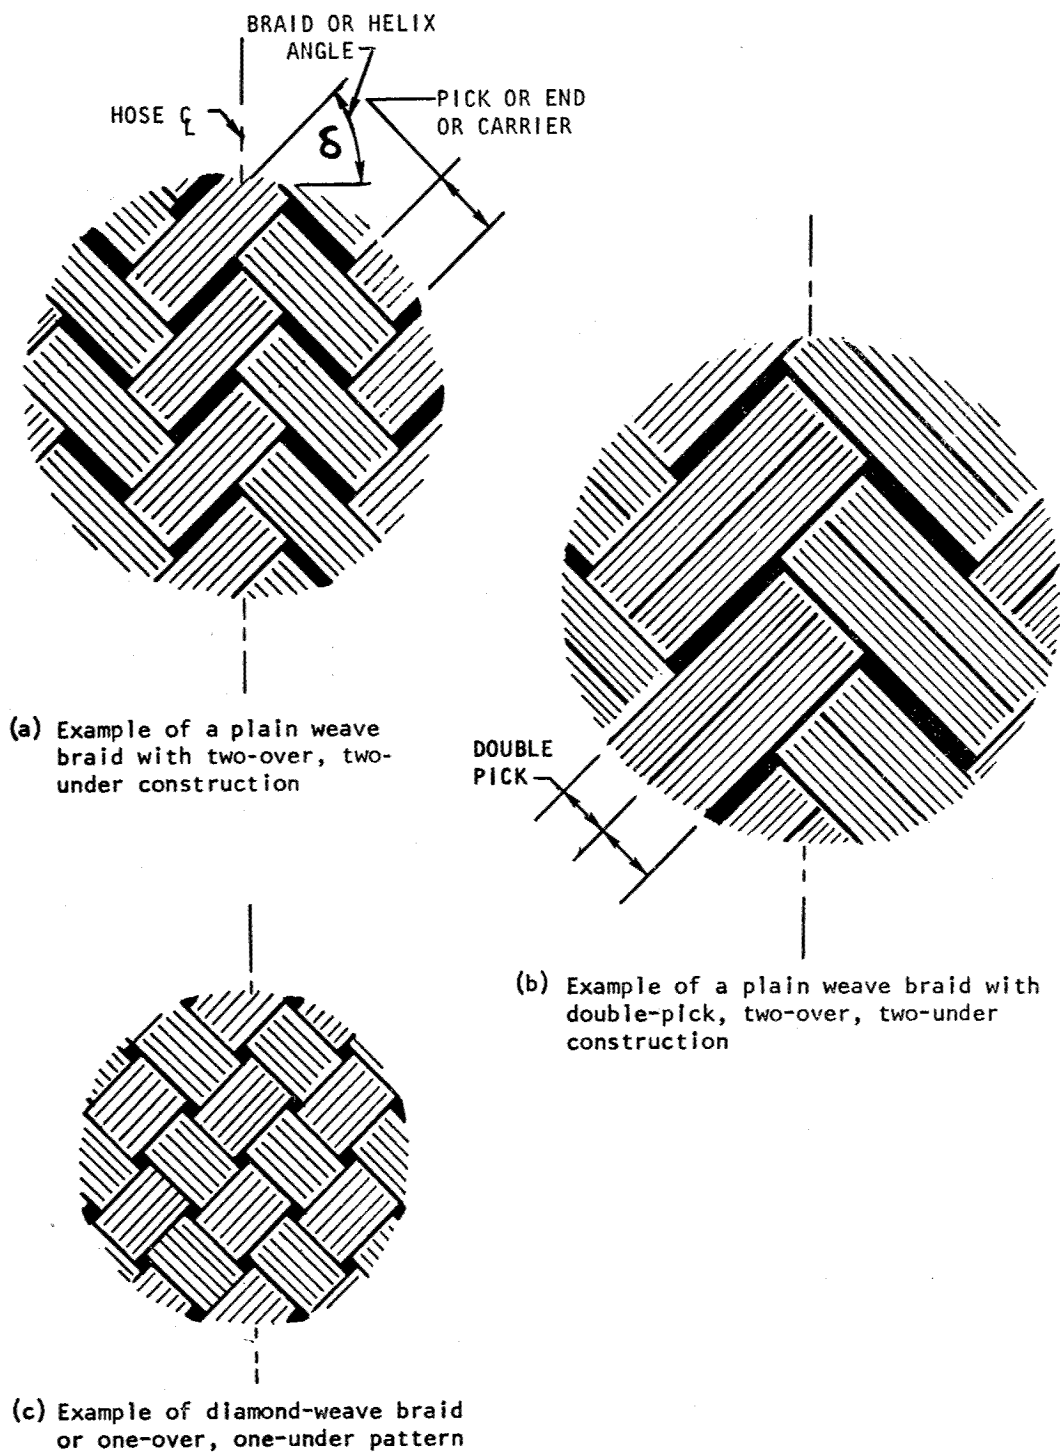 BRAID OR HELIX
ANGLE
HOSE ℄
PICK OR END
OR CARRIER
δ
(a) Example of a plain weave
braid with two-over, two-
under construction
DOUBLE
PICK
(b) Example of a plain weave braid with
double-pick, two-over, two-under
construction
(c) Example of diamond-weave braid
or one-over, one-under pattern